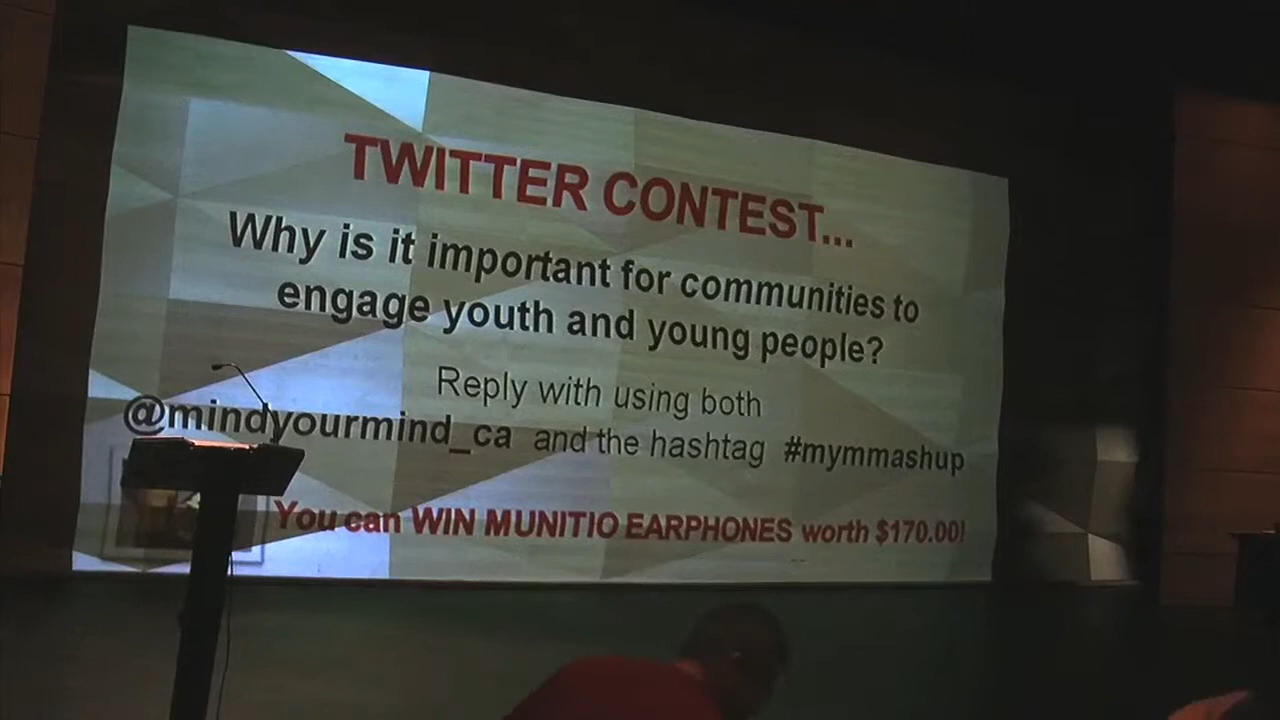 TWITTER CONTEST...
Why is it important for communities to
engage youth and young people?
Reply with using both
@mindyourmind_ca and the hashtag #mymmashup
You can WIN MUNITIO EARPHONES worth $170.00!